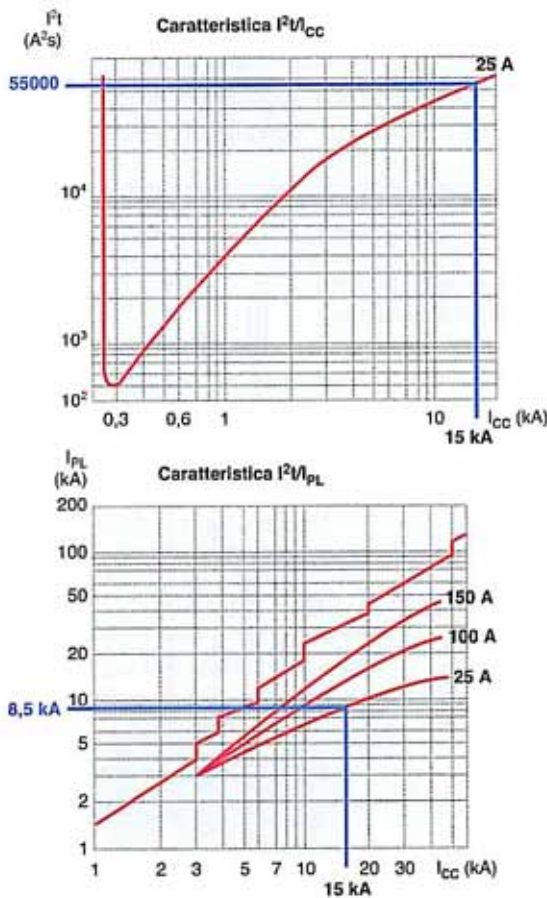 I²t
(A²s)
Caratteristica I²t/I_CC
25 A
55000
10⁴
10³
10²
0,3 0,6 1 10 I_CC (kA)
15 kA
I_PL
(kA)
Caratteristica I²t/I_PL
200
100
50
20
10
8,5 kA
5
2
1
150 A
100 A
25 A
1 2 3 5 7 10 20 30 I_CC (kA)
15 kA